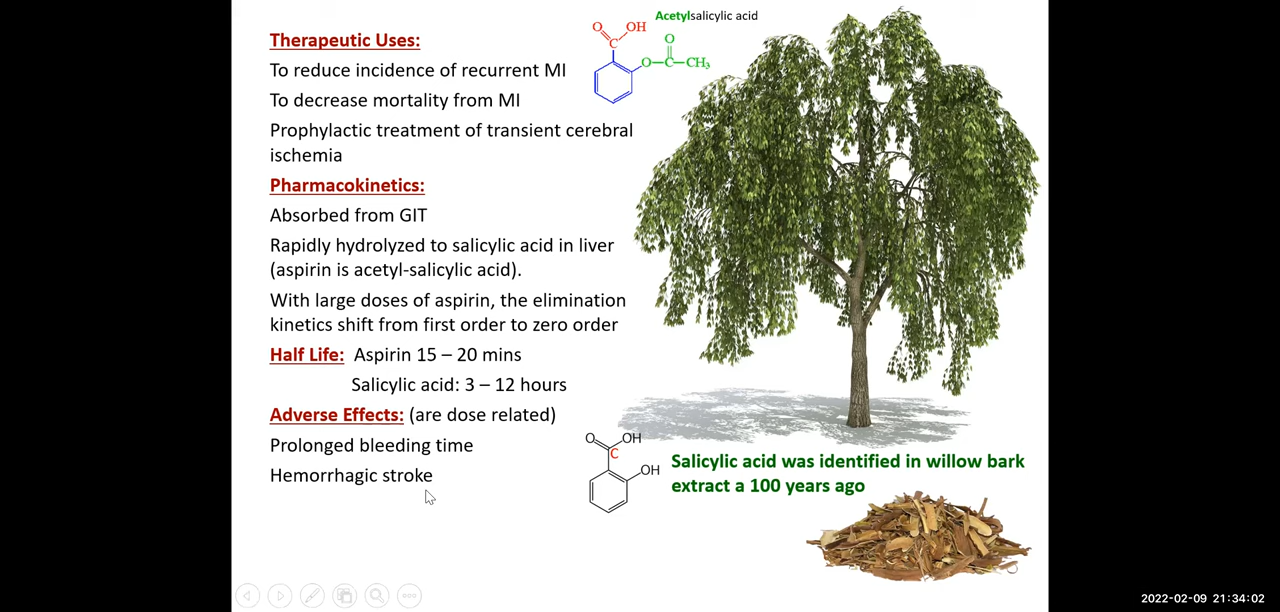 Therapeutic Uses:
To reduce incidence of recurrent MI
To decrease mortality from MI
Prophylactic treatment of transient cerebral
ischemia
Pharmacokinetics:
Absorbed from GIT
Rapidly hydrolyzed to salicylic acid in liver
(aspirin is acetyl-salicylic acid).
With large doses of aspirin, the elimination
kinetics shift from first order to zero order
Half Life: Aspirin 15 – 20 mins
Salicylic acid: 3 – 12 hours
Adverse Effects: (are dose related)
Prolonged bleeding time
Hemorrhagic stroke
Acetylsalicylic acid
O
OH
C
O
O—C—CH₃
O
OH
C
OH
Salicylic acid was identified in willow bark
extract a 100 years ago
2022-02-09 21:34:02